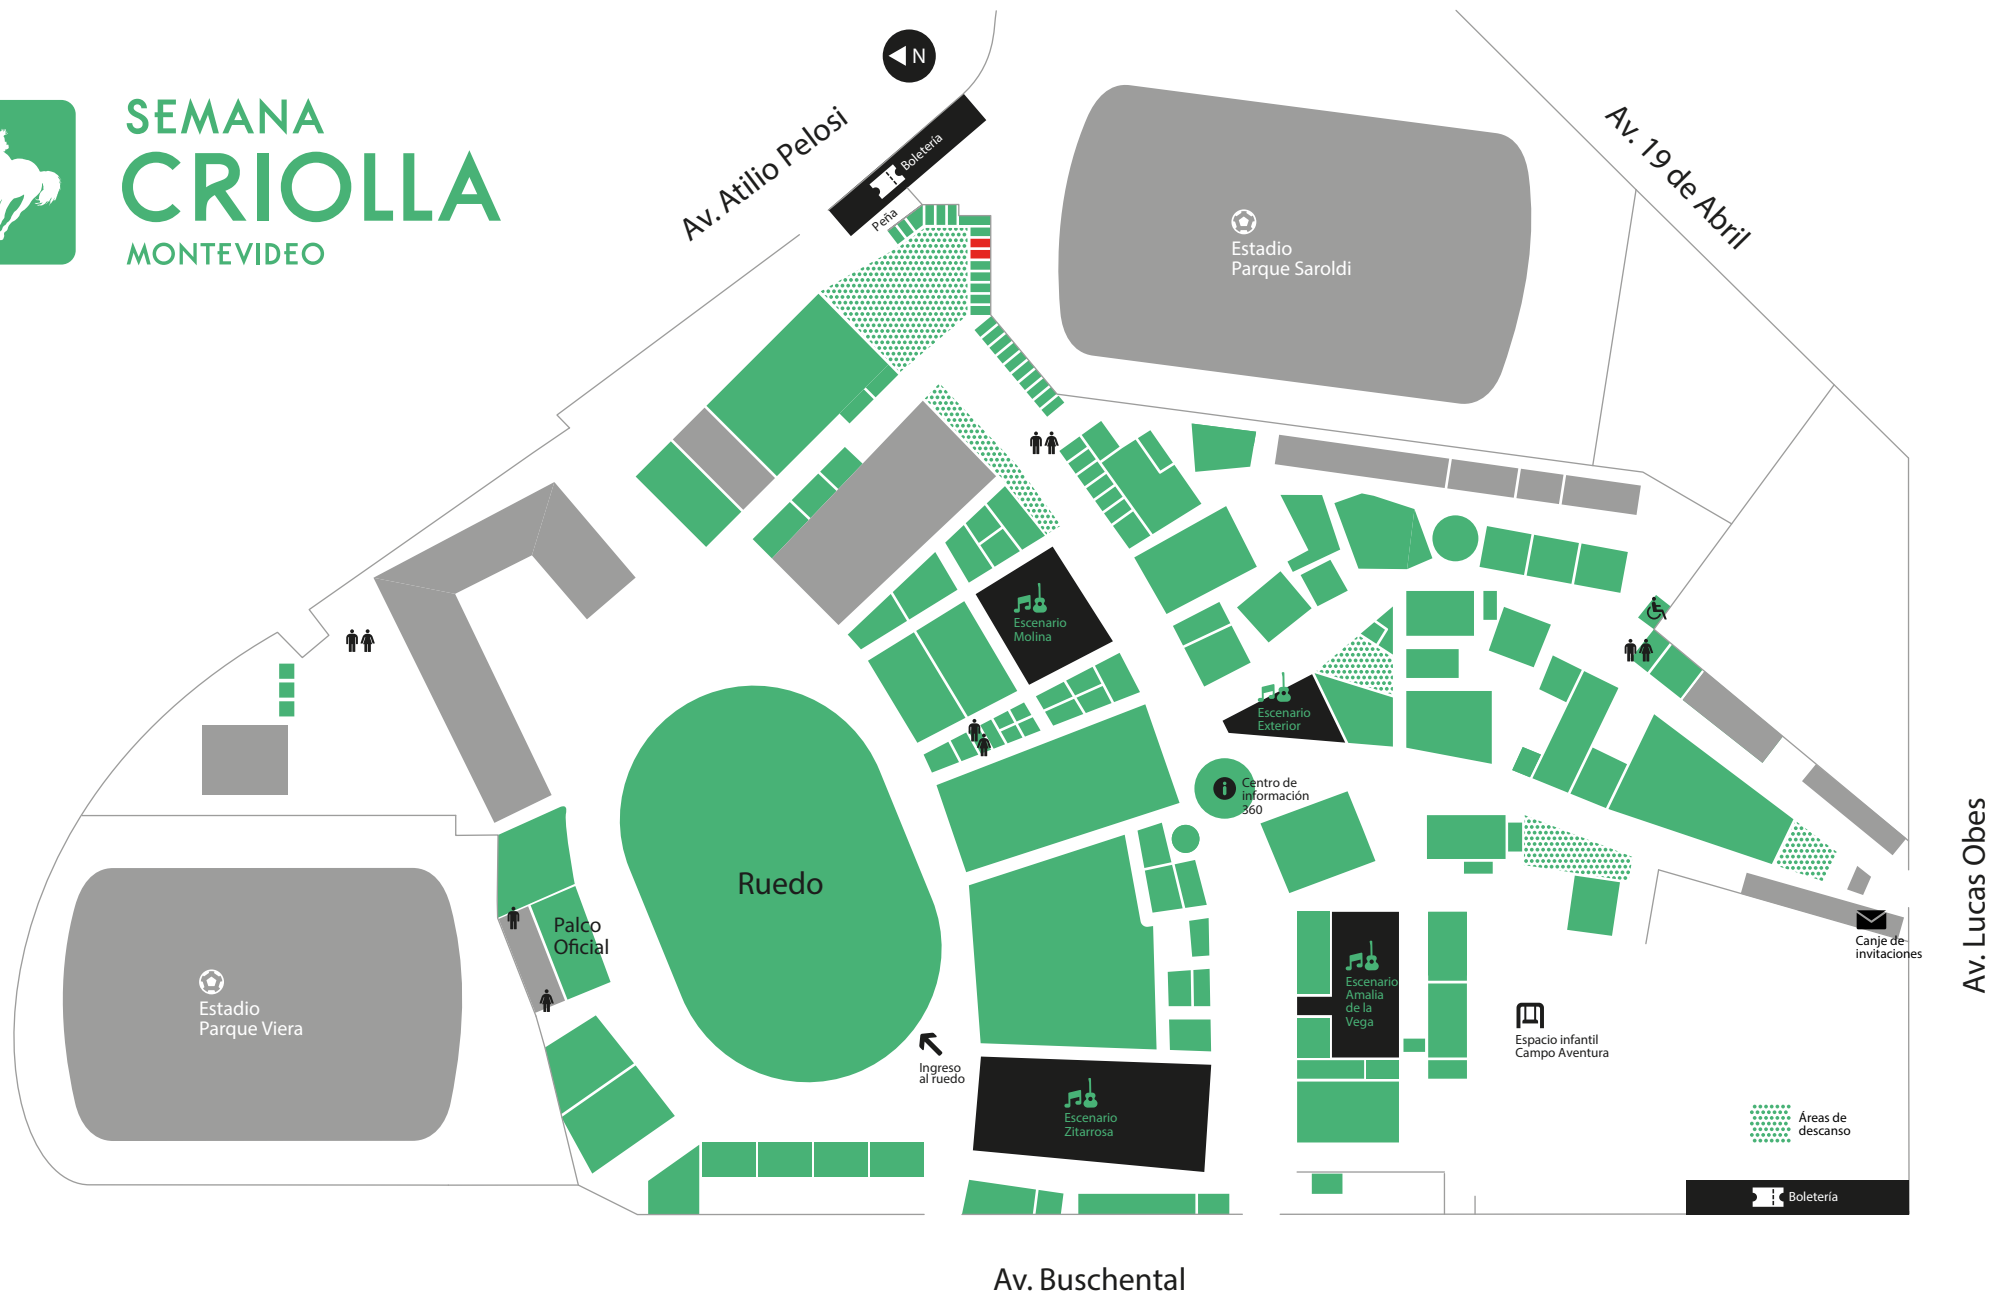 SEMANA
CRIOLLA
MONTEVIDEO
N
Av. Atilio Pelosi
Boletería
Peña
Av. 19 de Abril
Estadio
Parque Saroldi
Escenario
Molina
Escenario
Exterior
Centro de
información
360
Ruedo
Palco
Oficial
Estadio
Parque Viera
Ingreso
al ruedo
Escenario
Zitarrosa
Escenario
Amalia
de la
Vega
Espacio infantil
Campo Aventura
Canje de
invitaciones
Av. Lucas Obes
Áreas de
descanso
Boletería
Av. Buschental